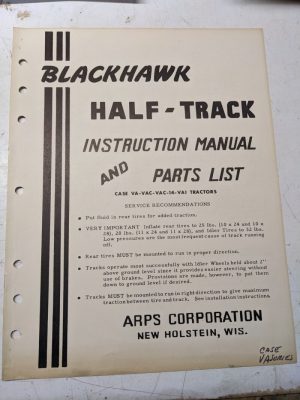 BLACKHAWK
HALF-TRACK
INSTRUCTION MANUAL
AND PARTS LIST
CASE VA-VAC-VAC-14-VAI TRACTORS
SERVICE RECOMMENDATIONS
• Put fluid in rear tires for added traction.
• VERY IMPORTANT Inflate rear tires to 25 lbs. (10 x 24 and 10 x
28), 20 lbs. (11 x 24 and 11 x 28), and Idler Tires to 32 lbs.
Low pressures are the most frequent cause of track running
off.
• Rear tires MUST be mounted to run in proper direction.
• Tracks operate most successfully with Idler Wheels held about 2"
above ground level since it provides easier steering without
use of brakes. Provisions are made, however, to put them
down to ground level if desired.
• Tracks MUST be mounted to run in right direction to give maximum
traction between tire and track. See installation instructions.
ARPS CORPORATION
NEW HOLSTEIN, WIS.
CASE
VA SERIES